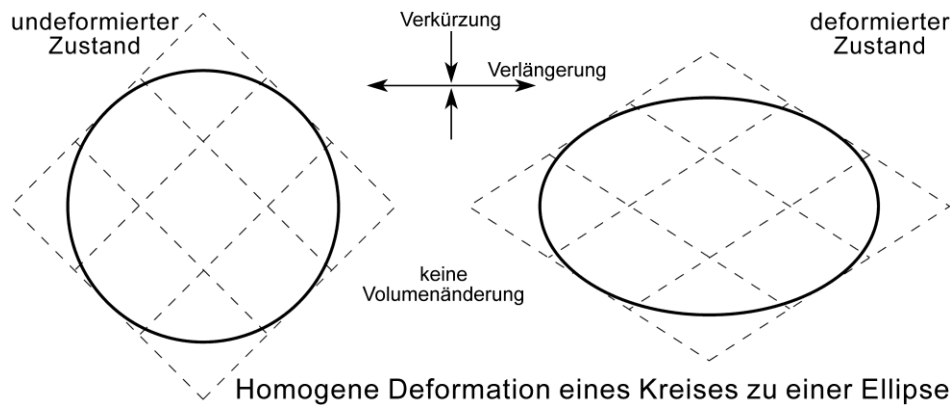 undeformierter
Zustand
Verkürzung
Verlängerung
deformierter
Zustand
keine
Volumenänderung
Homogene Deformation eines Kreises zu einer Ellipse